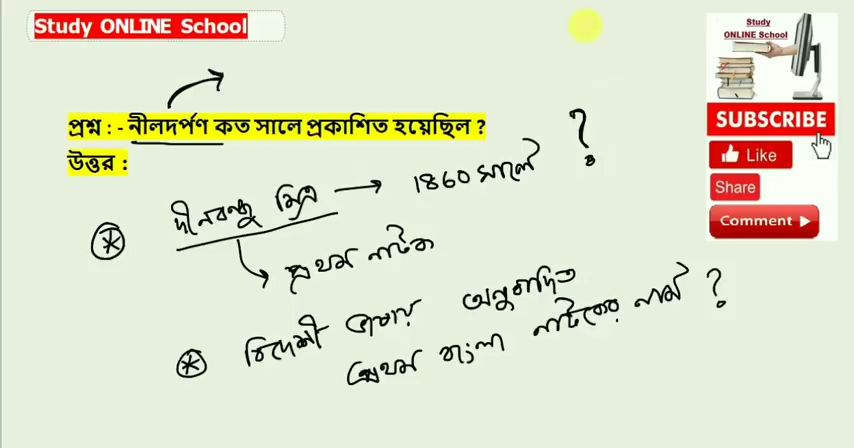 Study ONLINE School
Study
ONLINE School
প্রশ্ন : - নীলদর্পণ কত সালে প্রকাশিত হয়েছিল ?
উত্তর :
দীনবন্ধু মিত্র → 1860 সালে ?
প্রথম নাটক
বিদেশী ভাষায় অনুবাদিত
প্রথম বাংলা নাটকের নাম ?
SUBSCRIBE
Like
Share
Comment